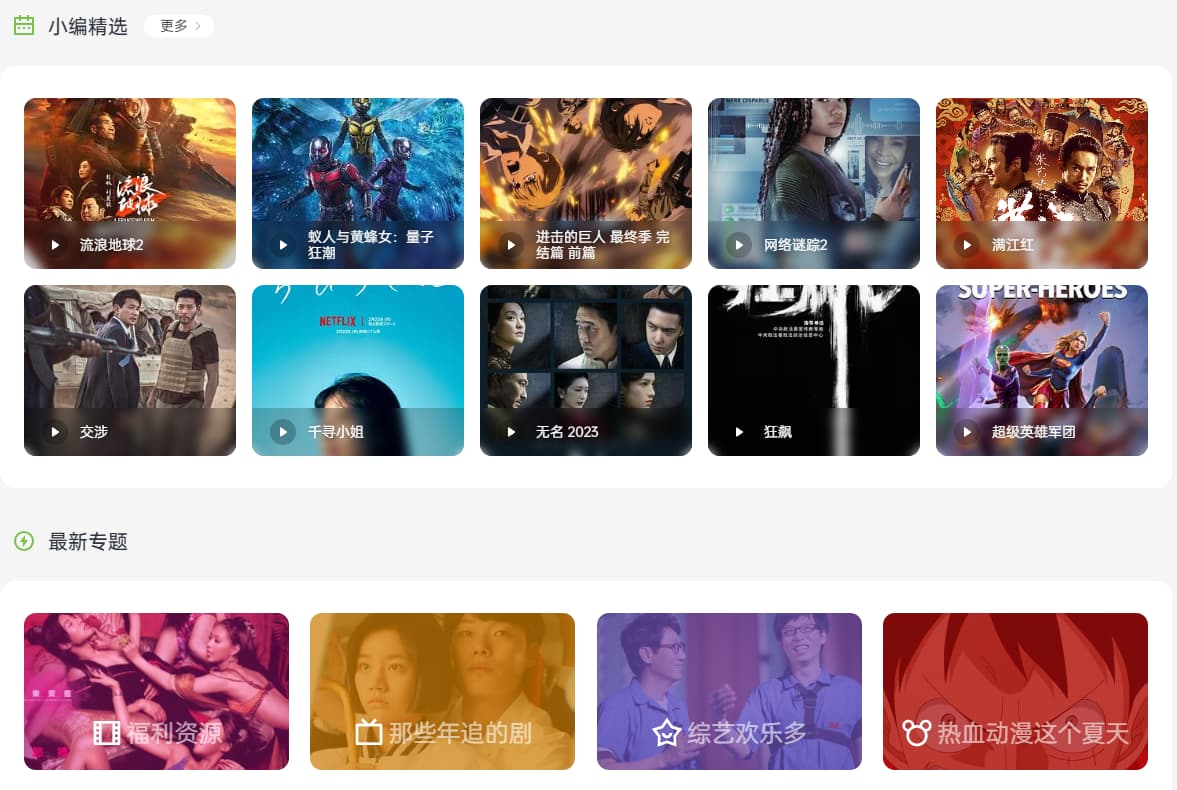 小编精选
更多
流浪地球2
蚁人与黄蜂女：量子
狂潮
进击的巨人 最终季 完
结篇 前篇
网络谜踪2
满江红
NETFLIX
SUPER-HEROES
交涉
千寻小姐
无名 2023
狂飙
超级英雄军团
最新专题
福利资源
那些年追的剧
综艺欢乐多
热血动漫这个夏天